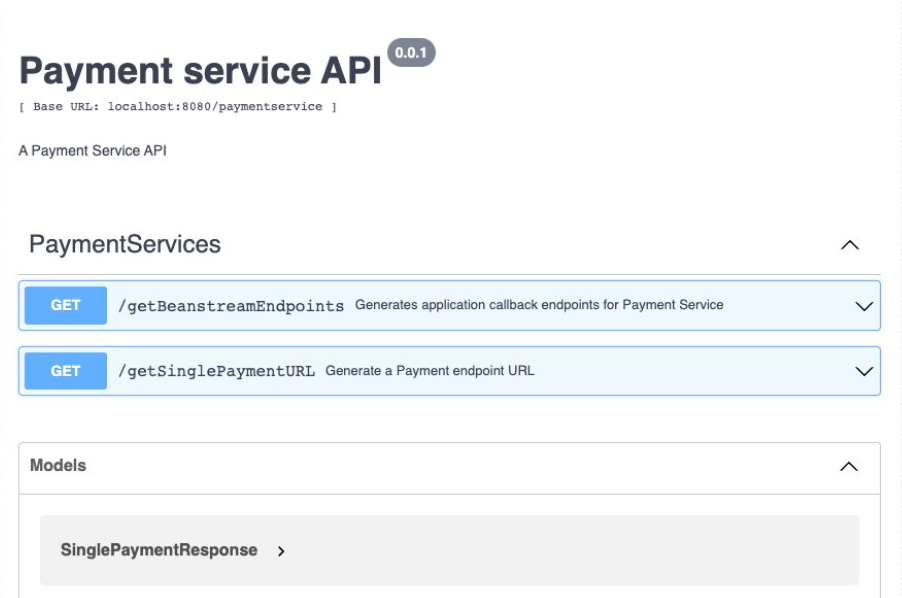 Payment service API 0.0.1
[ Base URL: localhost:8080/paymentservice ]
A Payment Service API
PaymentServices
GET /getBeanstreamEndpoints Generates application callback endpoints for Payment Service
GET /getSinglePaymentURL Generate a Payment endpoint URL
Models
SinglePaymentResponse